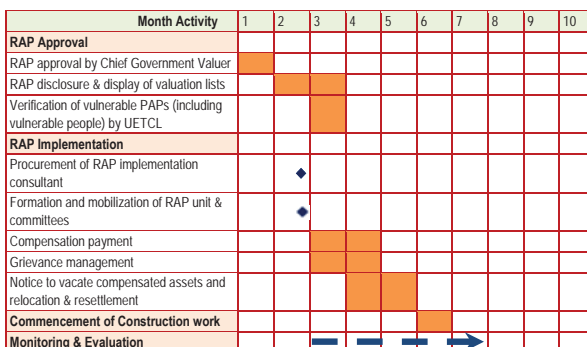 Month Activity 1 2 3 4 5 6 7 8 9 10
RAP Approval
RAP approval by Chief Government Valuer
RAP disclosure & display of valuation lists
Verification of vulnerable PAPs (including
vulnerable people) by UETCL
RAP Implementation
Procurement of RAP implementation
consultant
Formation and mobilization of RAP unit &
committees
Compensation payment
Grievance management
Notice to vacate compensated assets and
relocation & resettlement
Commencement of Construction work
Monitoring & Evaluation